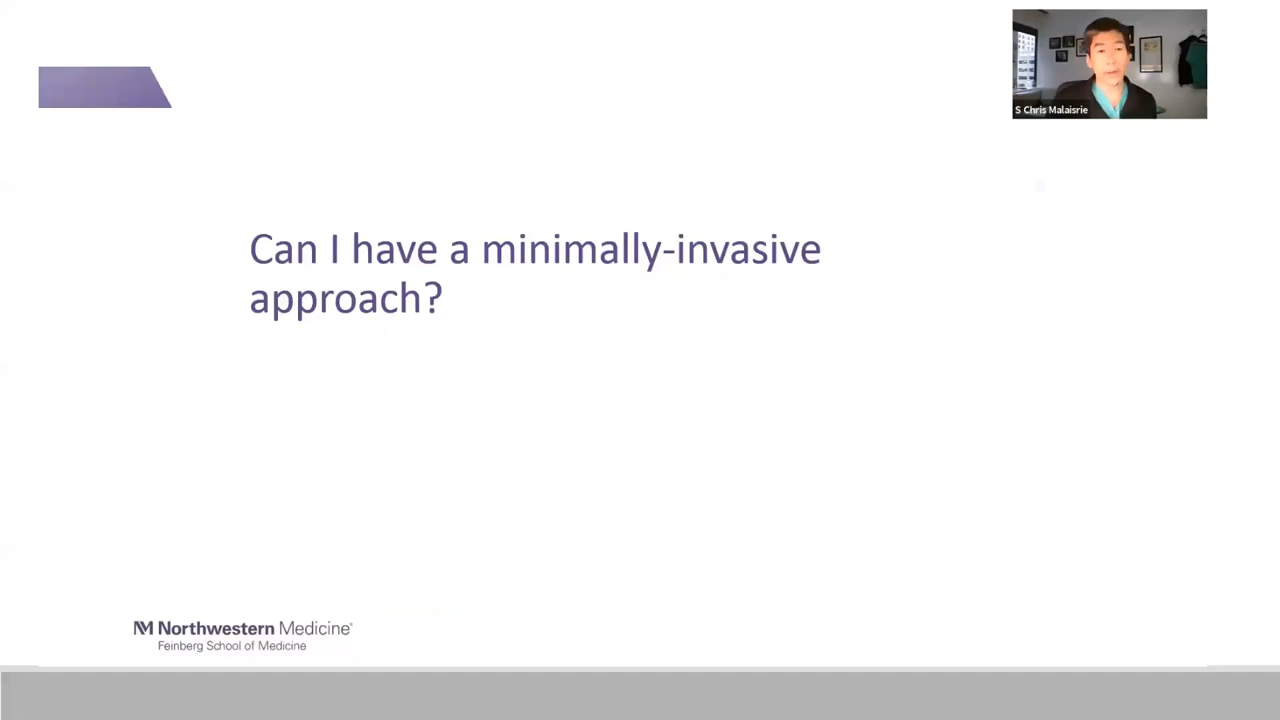 S Chris Malaisrie
Can I have a minimally-invasive
approach?
Northwestern Medicine®
Feinberg School of Medicine